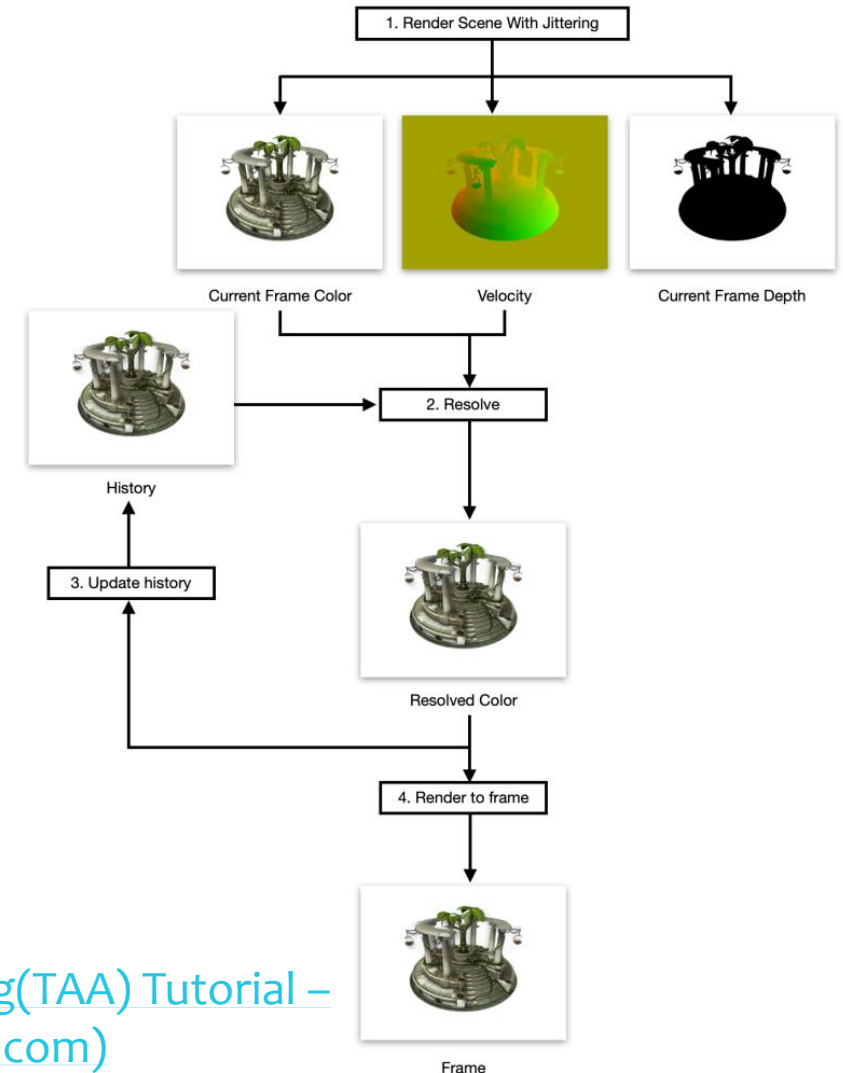 1. Render Scene With Jittering
Current Frame Color
Velocity
Current Frame Depth
2. Resolve
History
3. Update history
Resolved Color
4. Render to frame
g(TAA) Tutorial –
.com)
Frame